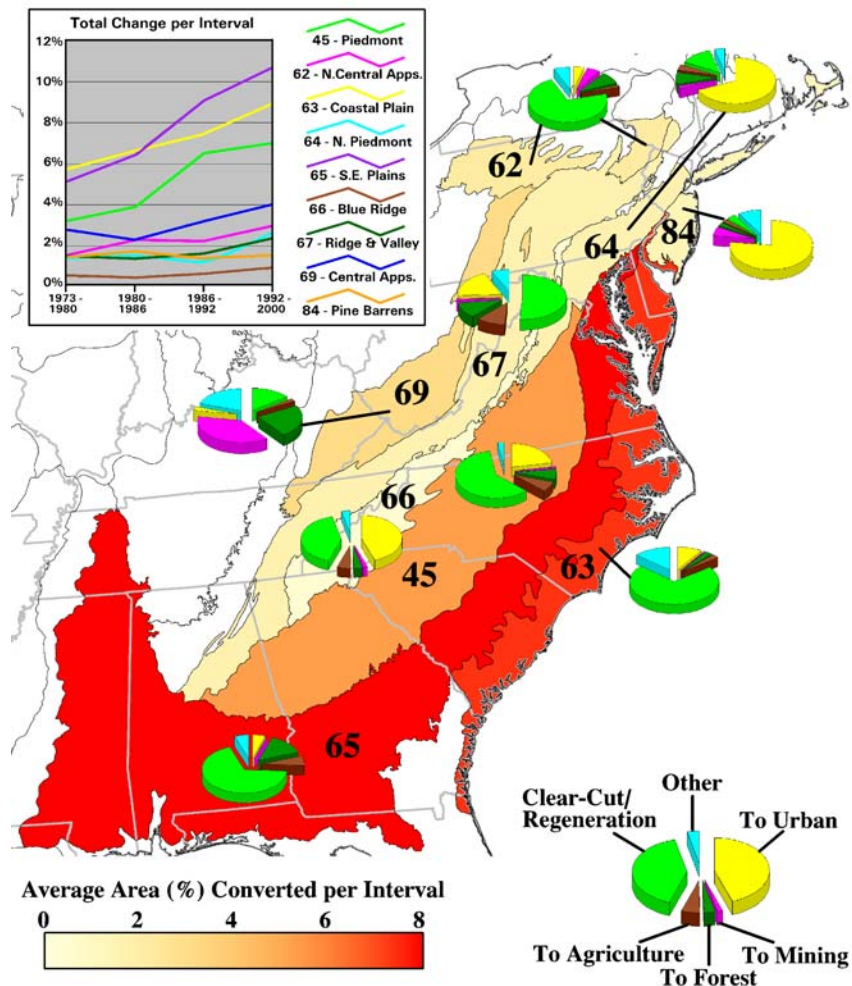 Total Change per Interval
12%
10%
8%
6%
4%
2%
0%
1973 - 1980
1980 - 1986
1986 - 1992
1992 - 2000
45 - Piedmont
62 - N.Central Apps.
63 - Coastal Plain
64 - N. Piedmont
65 - S.E. Plains
66 - Blue Ridge
67 - Ridge & Valley
69 - Central Apps.
84 - Pine Barrens
62
64
84
67
69
66
45
63
65
Clear-Cut/
Regeneration
Other
To Urban
To Agriculture
To Forest
To Mining
Average Area (%) Converted per Interval
0 2 4 6 8